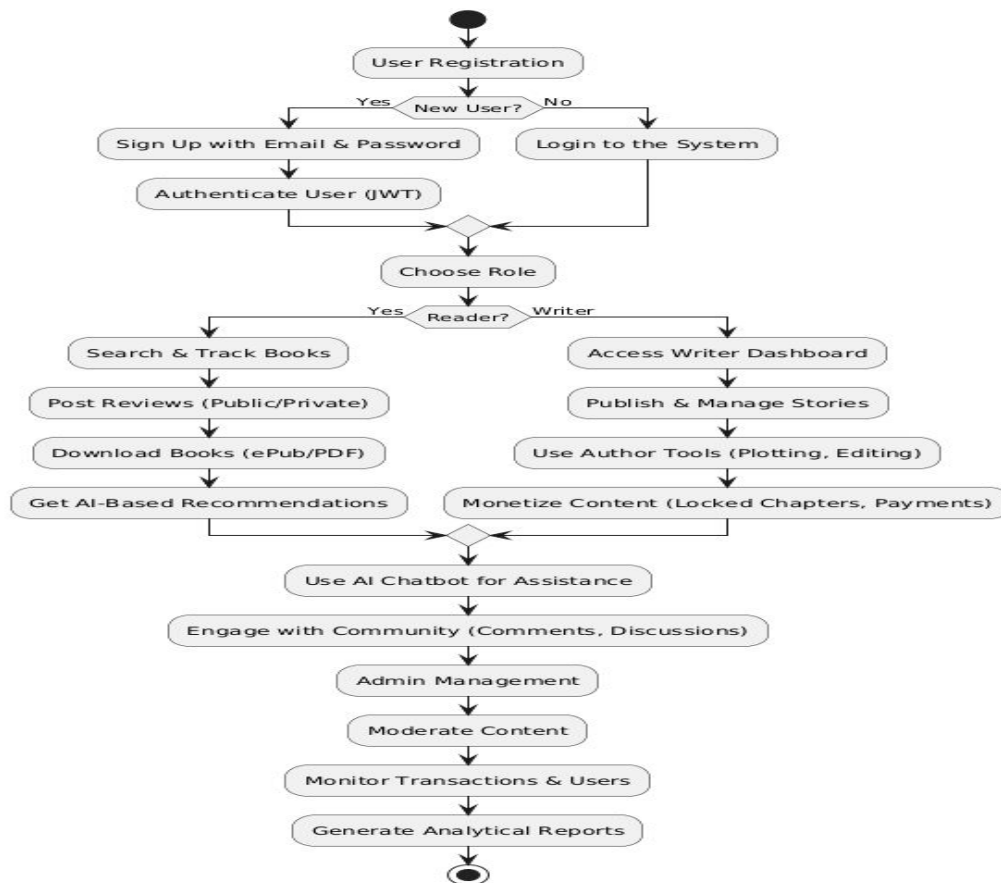 User Registration
Yes
New User?
No
Sign Up with Email & Password
Login to the System
Authenticate User (JWT)
Choose Role
Yes
Reader?
Writer
Search & Track Books
Access Writer Dashboard
Post Reviews (Public/Private)
Publish & Manage Stories
Download Books (ePub/PDF)
Use Author Tools (Plotting, Editing)
Get AI-Based Recommendations
Monetize Content (Locked Chapters, Payments)
Use AI Chatbot for Assistance
Engage with Community (Comments, Discussions)
Admin Management
Moderate Content
Monitor Transactions & Users
Generate Analytical Reports